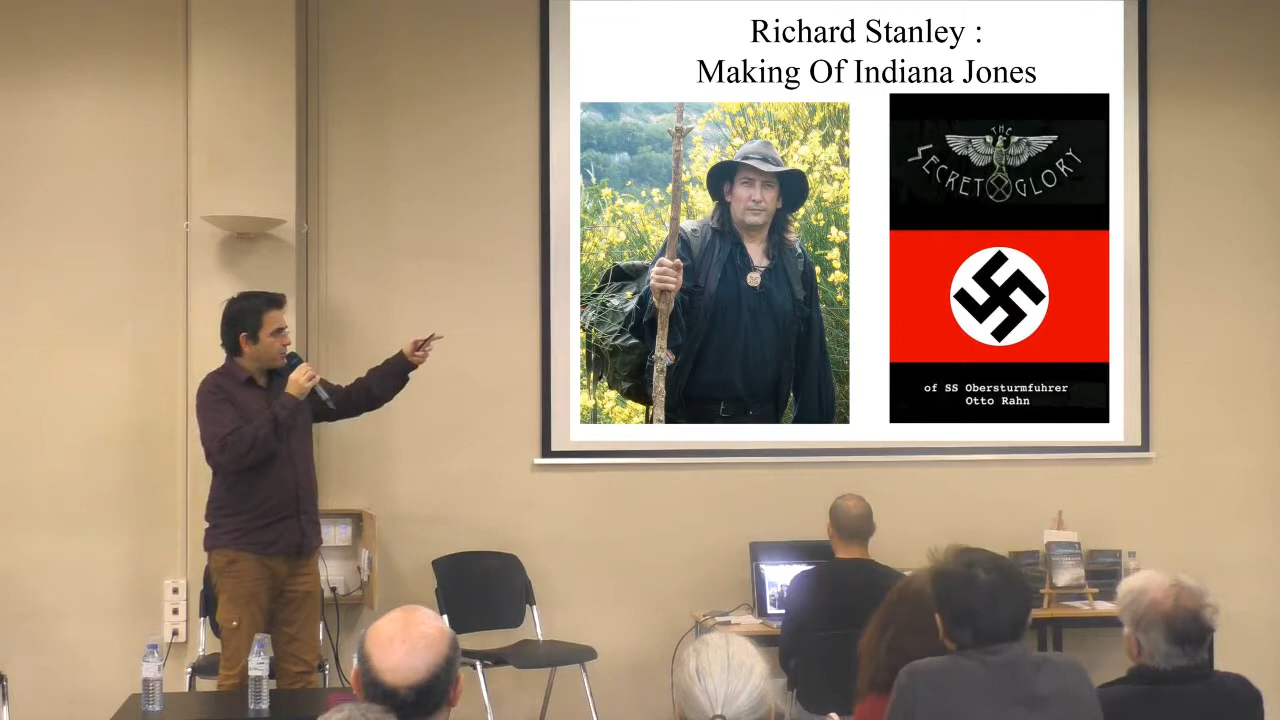 Richard Stanley :
Making Of Indiana Jones
THE
SECRET GLORY
of SS Obersturmfuhrer
Otto Rahn